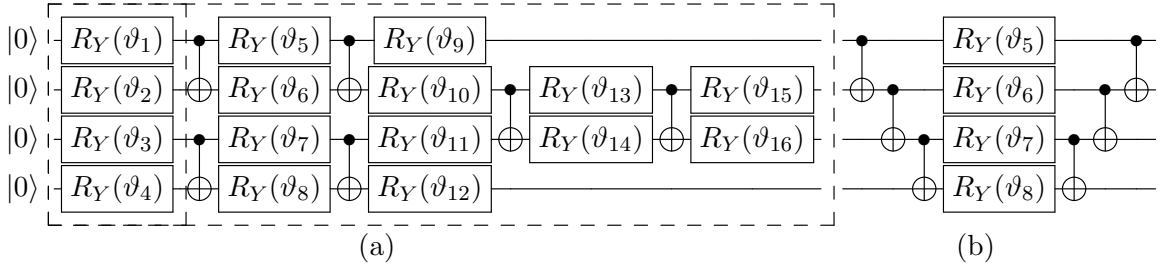 |0⟩ R_Y(ϑ_1) R_Y(ϑ_5) R_Y(ϑ_9) R_Y(ϑ_5)
|0⟩ R_Y(ϑ_2) R_Y(ϑ_6) R_Y(ϑ_10) R_Y(ϑ_13) R_Y(ϑ_15) R_Y(ϑ_6)
|0⟩ R_Y(ϑ_3) R_Y(ϑ_7) R_Y(ϑ_11) R_Y(ϑ_14) R_Y(ϑ_16) R_Y(ϑ_7)
|0⟩ R_Y(ϑ_4) R_Y(ϑ_8) R_Y(ϑ_12) R_Y(ϑ_8)
(a) (b)